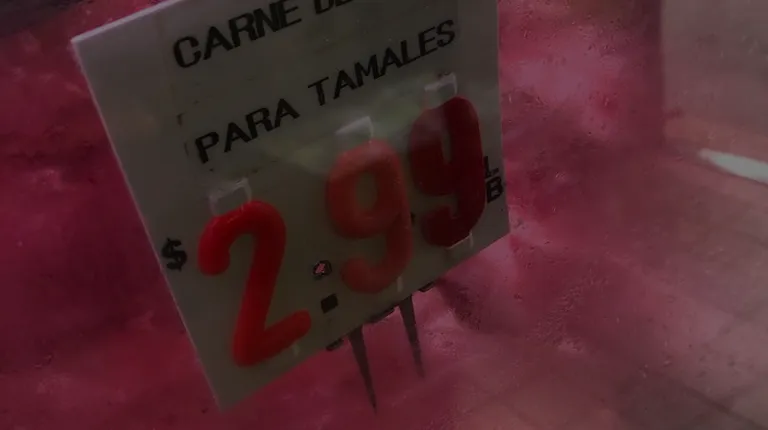 CARNE
PARA TAMALES
$2.99 LB